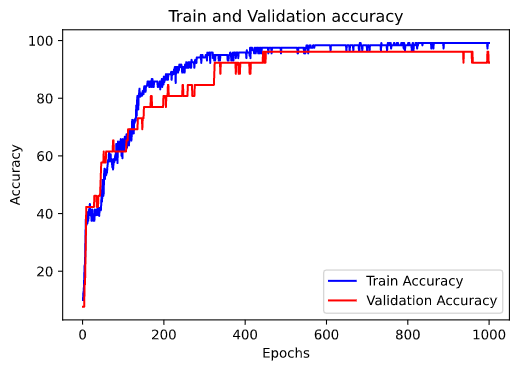 Train and Validation accuracy
100
80
60
40
20
Accuracy
Train Accuracy
Validation Accuracy
0
200
400
600
800
1000
Epochs